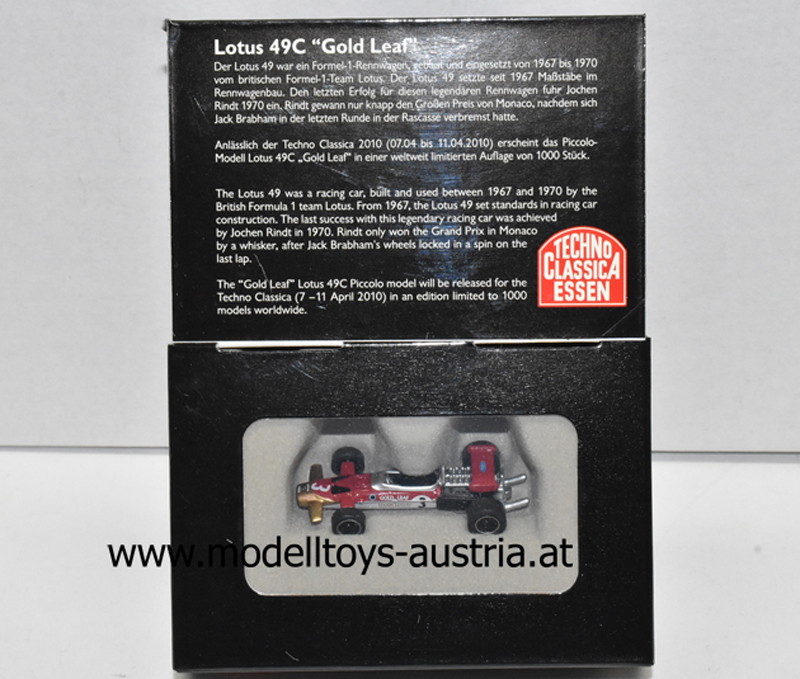 Lotus 49C “Gold Leaf”
Der Lotus 49 war ein Formel-1-Rennwagen, gebaut und eingesetzt von 1967 bis 1970
vom britischen Formel-1-Team Lotus. Der Lotus 49 setzte seit 1967 Maßstäbe im
Rennwagenbau. Den letzten Erfolg für diesen legendären Rennwagen fuhr Jochen
Rindt 1970 ein. Rindt gewann nur knapp den Großen Preis von Monaco, nachdem sich
Jack Brabham in der letzten Runde in der Rascasse verbremst hatte.
Anlässlich der Techno Classica 2010 (07.04 bis 11.04.2010) erscheint das Piccolo-
Modell Lotus 49C „Gold Leaf” in einer weltweit limitierten Auflage von 1000 Stück.
The Lotus 49 was a racing car, built and used between 1967 and 1970 by the
British Formula 1 team Lotus. From 1967, the Lotus 49 set standards in racing car
construction. The last success with this legendary racing car was achieved
by Jochen Rindt in 1970. Rindt only won the Grand Prix in Monaco
by a whisker, after Jack Brabham's wheels locked in a spin on the
last lap.
The “Gold Leaf” Lotus 49C Piccolo model will be released for the
Techno Classica (7 –11 April 2010) in an edition limited to 1000
models worldwide.
TECHNO
CLASSICA
ESSEN
3
GOLD LEAF
3
www.modelltoys-austria.at